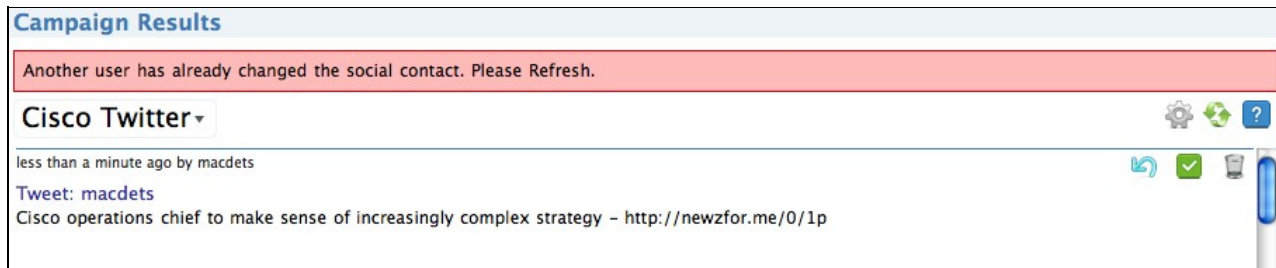 Campaign Results
Another user has already changed the social contact. Please Refresh.
Cisco Twitter
?
less than a minute ago by macdets
Tweet: macdets
Cisco operations chief to make sense of increasingly complex strategy – http://newzfor.me/0/1p